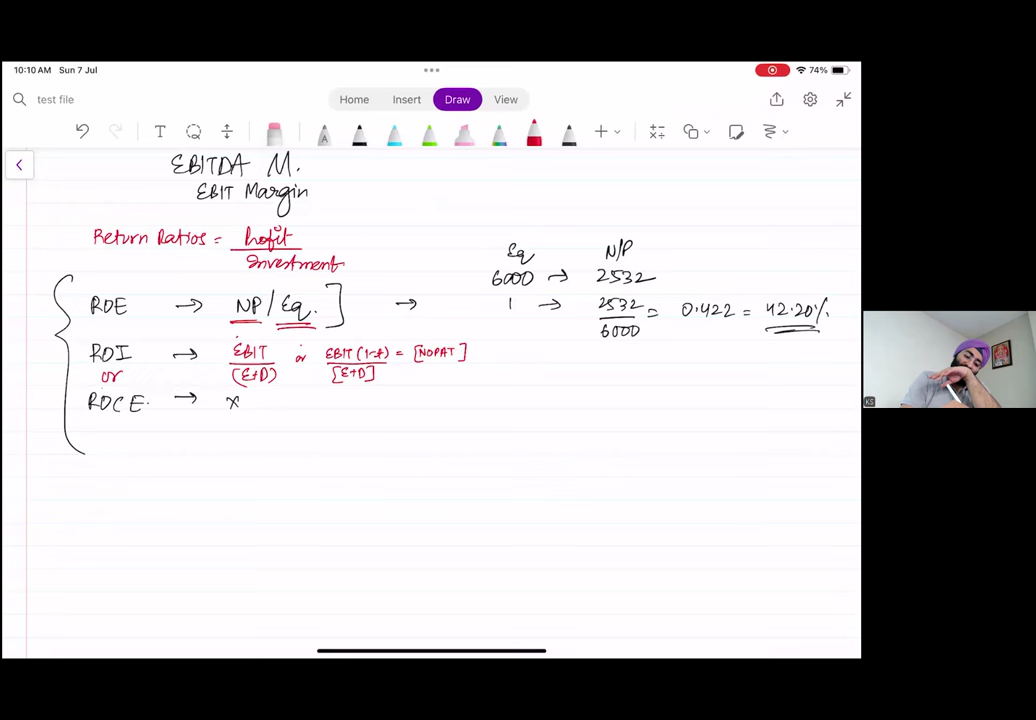 10:10 AM Sun 7 Jul
74%
test file
Home Insert Draw View
EBITDA M.
EBIT Margin
Return Ratios = Profit / Investment
Eq N/P
6000 → 2532
ROE → NP / Eq. ] → 1 → 2532 / 6000 = 0.422 = 42.20%
ROI → EBIT / (E+D) or EBIT (1-t) / [E+D] = [NOPAT]
or
ROCE. → x
KS